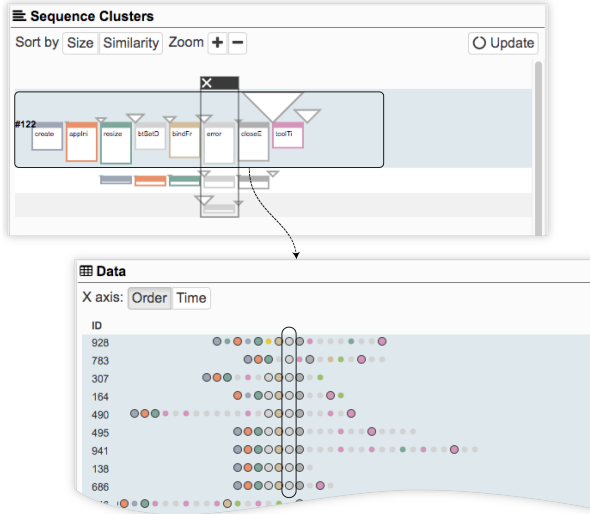 Sequence Clusters
Sort by Size Similarity Zoom + − Update
#122
create appIni resize btSetD bindFr error closeE toolTi
Data
X axis: Order Time
ID
928
783
307
164
490
495
941
138
686